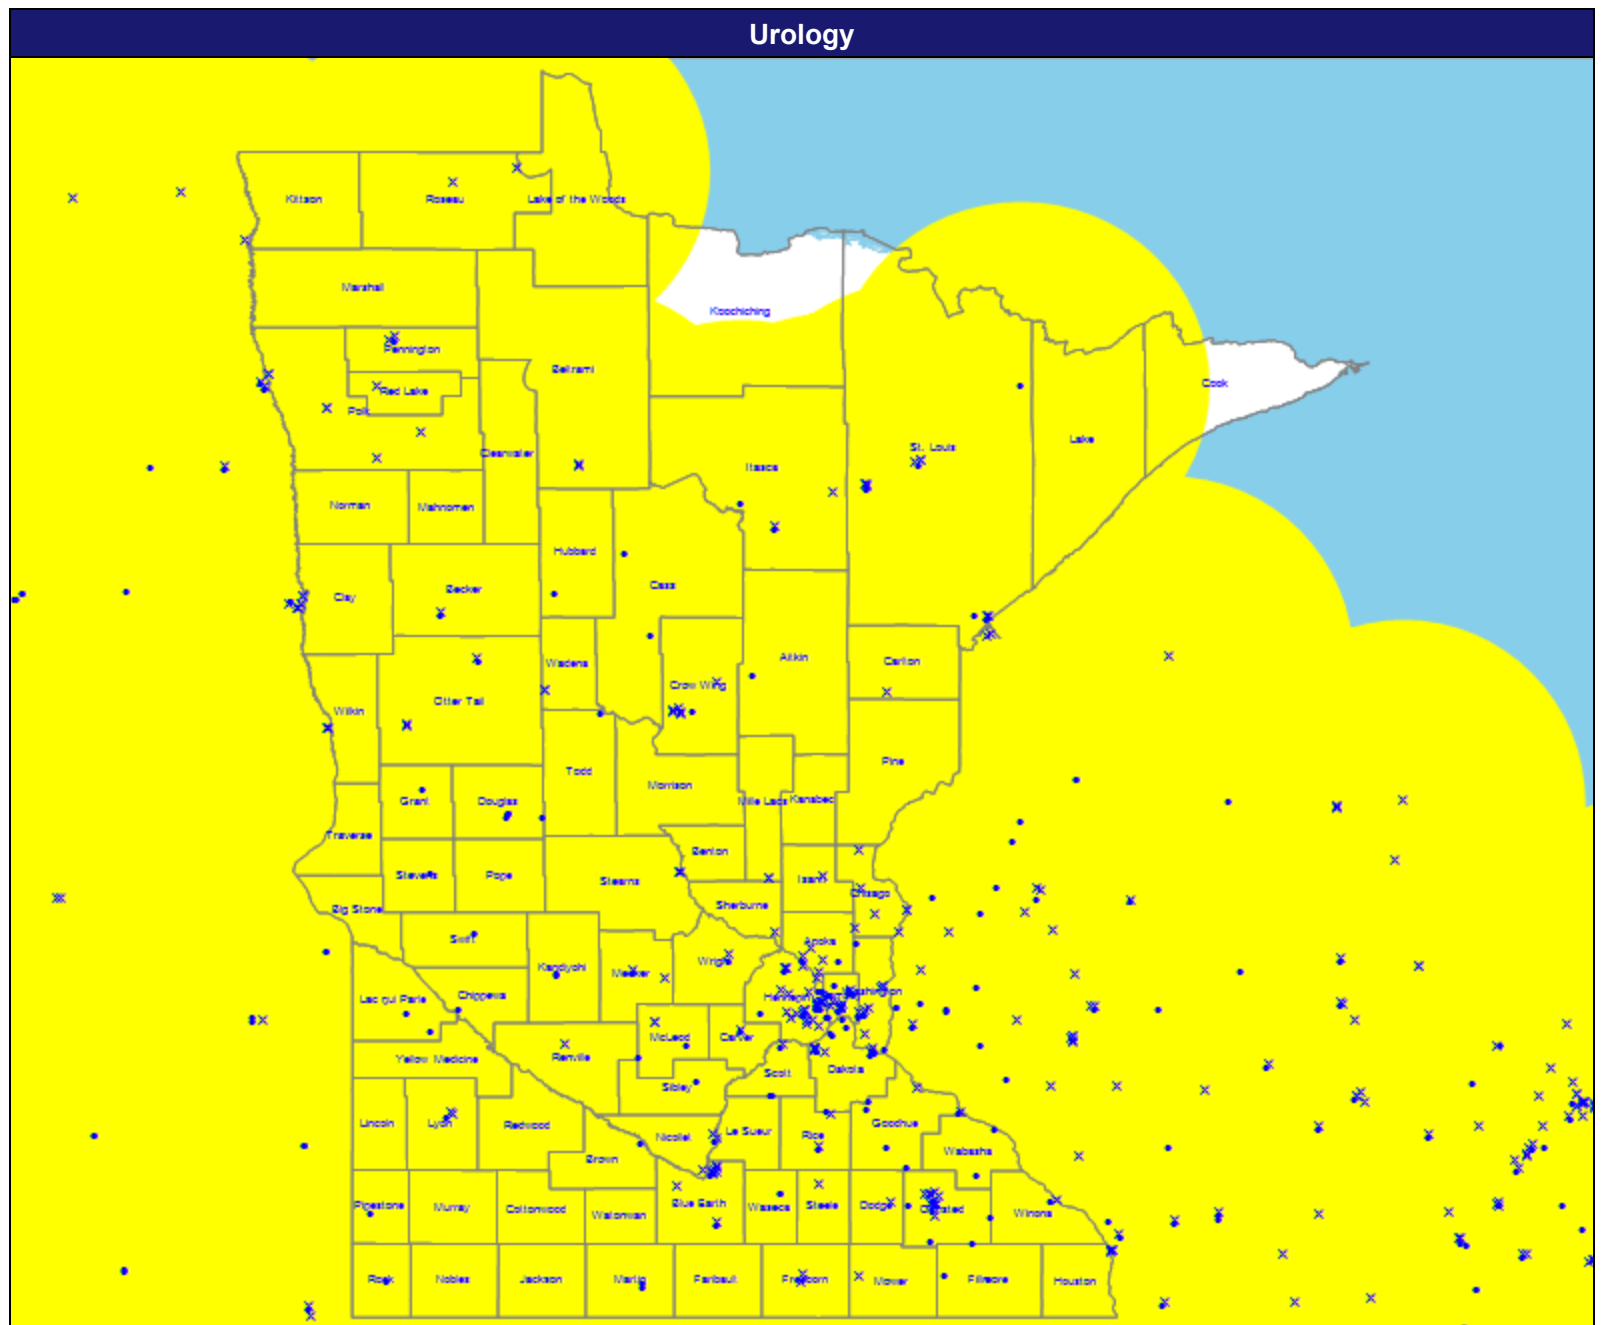 Urology
Kittson
Roseau
Lake of the Woods
Marshall
Koochiching
Pennington
Beltrami
Cook
Red Lake
Polk
Lake
St. Louis
Clearwater
Itasca
Norman
Mahnomen
Hubbard
Cass
Becker
Clay
Aitkin
Carlton
Wadena
Crow Wing
Otter Tail
Wilkin
Pine
Todd
Morrison
Grant
Douglas
Mille Lacs
Kanabec
Traverse
Benton
Stevens
Pope
Stearns
Isanti
Chisago
Big Stone
Sherburne
Swift
Anoka
Wright
Kandiyohi
Meeker
Lac qui Parle
Chippewa
Hennepin
Washington
McLeod
Carver
Yellow Medicine
Renville
Scott
Dakota
Sibley
Lincoln
Lyon
Redwood
Nicollet
Le Sueur
Rice
Goodhue
Wabasha
Brown
Pipestone
Murray
Cottonwood
Watonwan
Blue Earth
Waseca
Steele
Dodge
Olmsted
Winona
Rock
Nobles
Jackson
Martin
Faribault
Freeborn
Mower
Fillmore
Houston